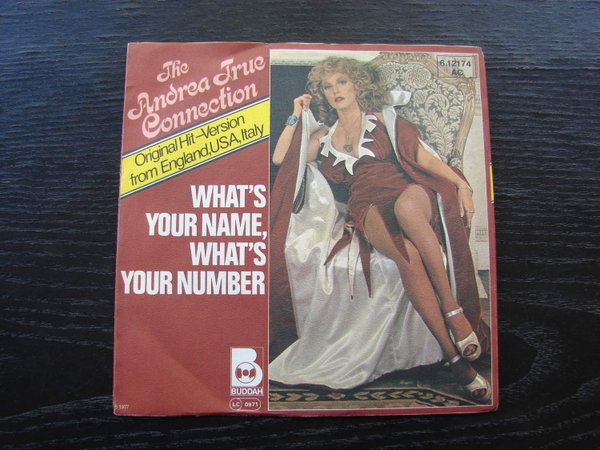 The
Andrea True
Connection
Original Hit-Version
from England,USA,Italy
WHAT'S
YOUR NAME,
WHAT'S
YOUR NUMBER
6.12174
AC
B
BUDDAH
LC 0971
1977